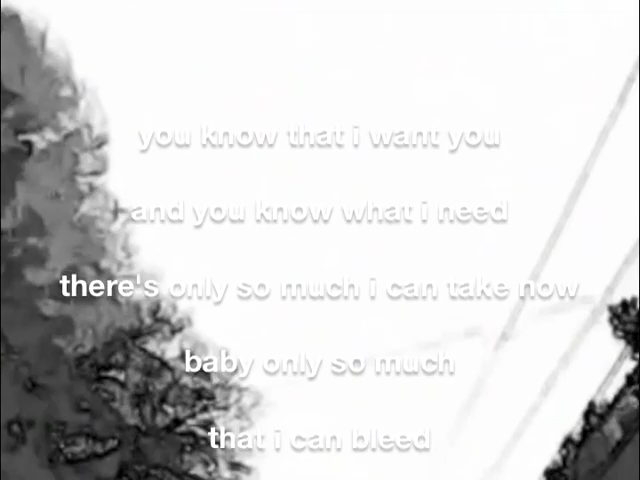 you know that i want you
and you know what i need
there's only so much i can take now
baby only so much
that i can bleed